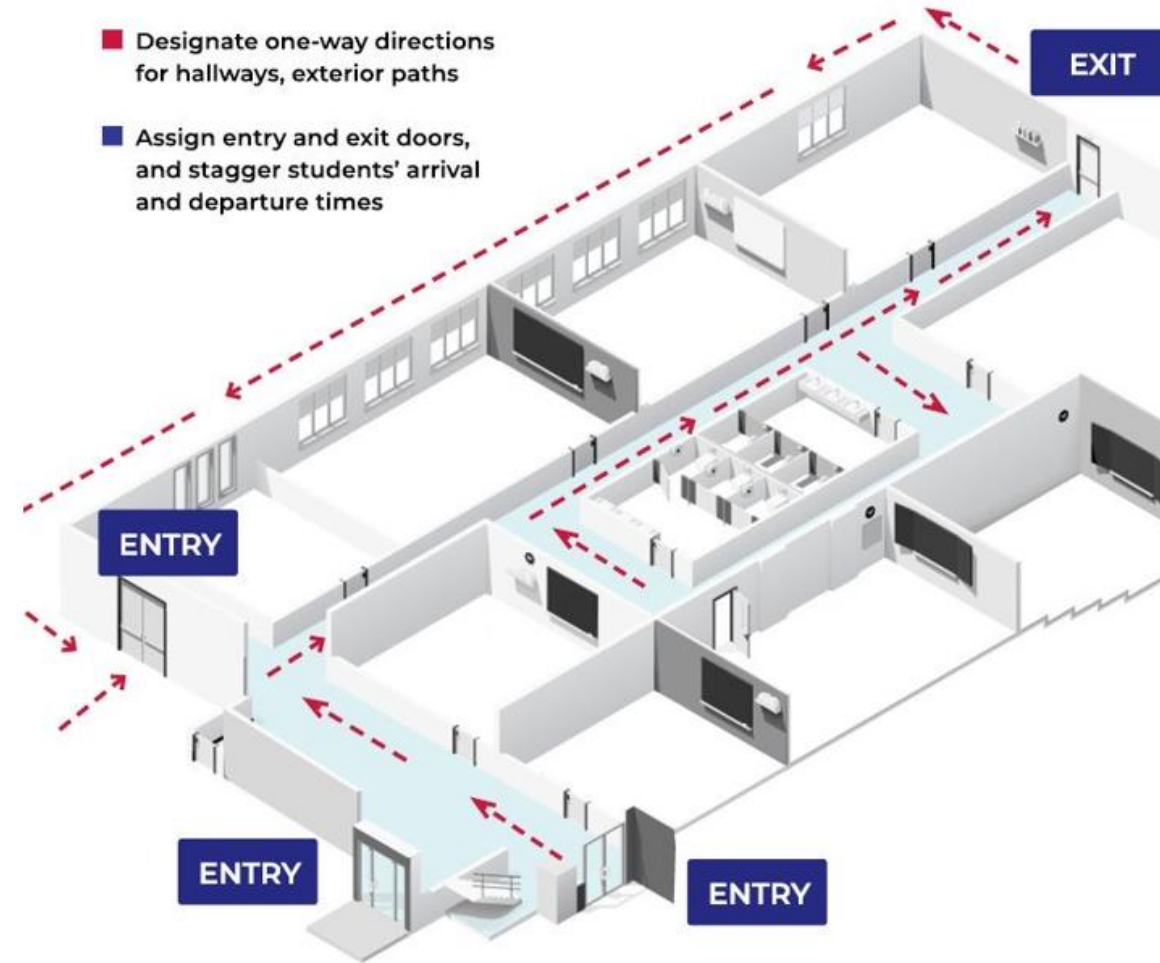 Designate one-way directions
for hallways, exterior paths
EXIT
Assign entry and exit doors,
and stagger students’ arrival
and departure times
ENTRY
ENTRY
ENTRY